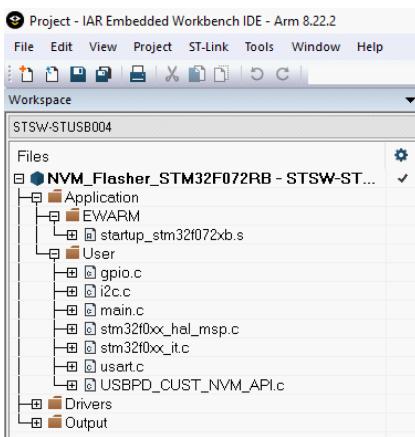 Project - IAR Embedded Workbench IDE - Arm 8.22.2
File Edit View Project ST-Link Tools Window Help
Workspace
STSW-STUSB004
Files
NVM_Flasher_STM32F072RB - STSW-ST...
Application
EWARM
startup_stm32f072xb.s
User
gpio.c
i2c.c
main.c
stm32f0xx_hal_msp.c
stm32f0xx_it.c
usart.c
USBPD_CUST_NVM_API.c
Drivers
Output